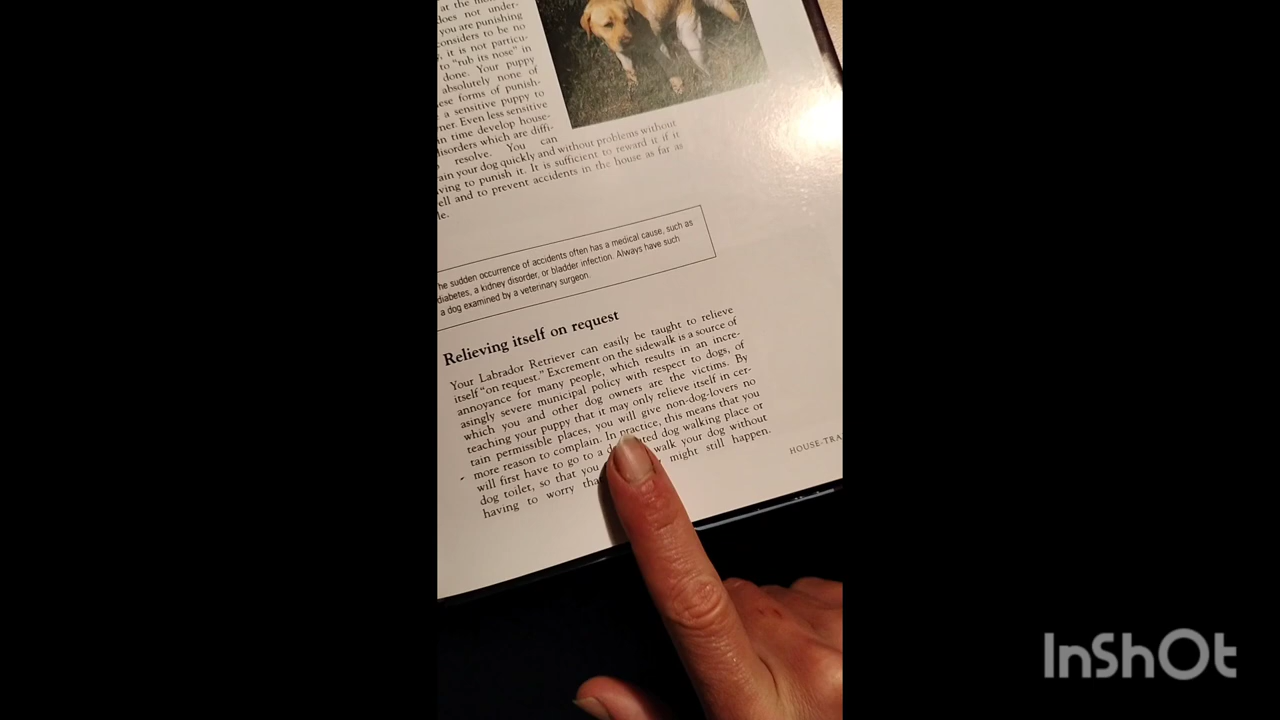 at the
does not under-
you are punishing
considers to be no
it is not particu-
to "rub its nose" in
done. Your puppy
absolutely none of
ese forms of punish-
a sensitive puppy to
ner. Even less sensitive
in time develop house-
disorders which are diffi-
resolve. You can
ain your dog quickly and without problems without
ving to punish it. It is sufficient to reward it if it
ell and to prevent accidents in the house as far as
le.
he sudden occurrence of accidents often has a medical cause, such as
diabetes, a kidney disorder, or bladder infection. Always have such
a dog examined by a veterinary surgeon.
Relieving itself on request
Your Labrador Retriever can easily be taught to relieve
itself "on request." Excrement on the sidewalk is a source of
annoyance for many people, which results in an incre-
asingly severe municipal policy with respect to dogs, of
which you and other dog owners are the victims. By
teaching your puppy that it may only relieve itself in cer-
tain permissible places, you will give non-dog-lovers no
more reason to complain. In practice, this means that you
will first have to go to a ted dog walking place or
dog toilet, so that you walk your dog without
having to worry tha might still happen.
HOUSE-TRA
InShOt